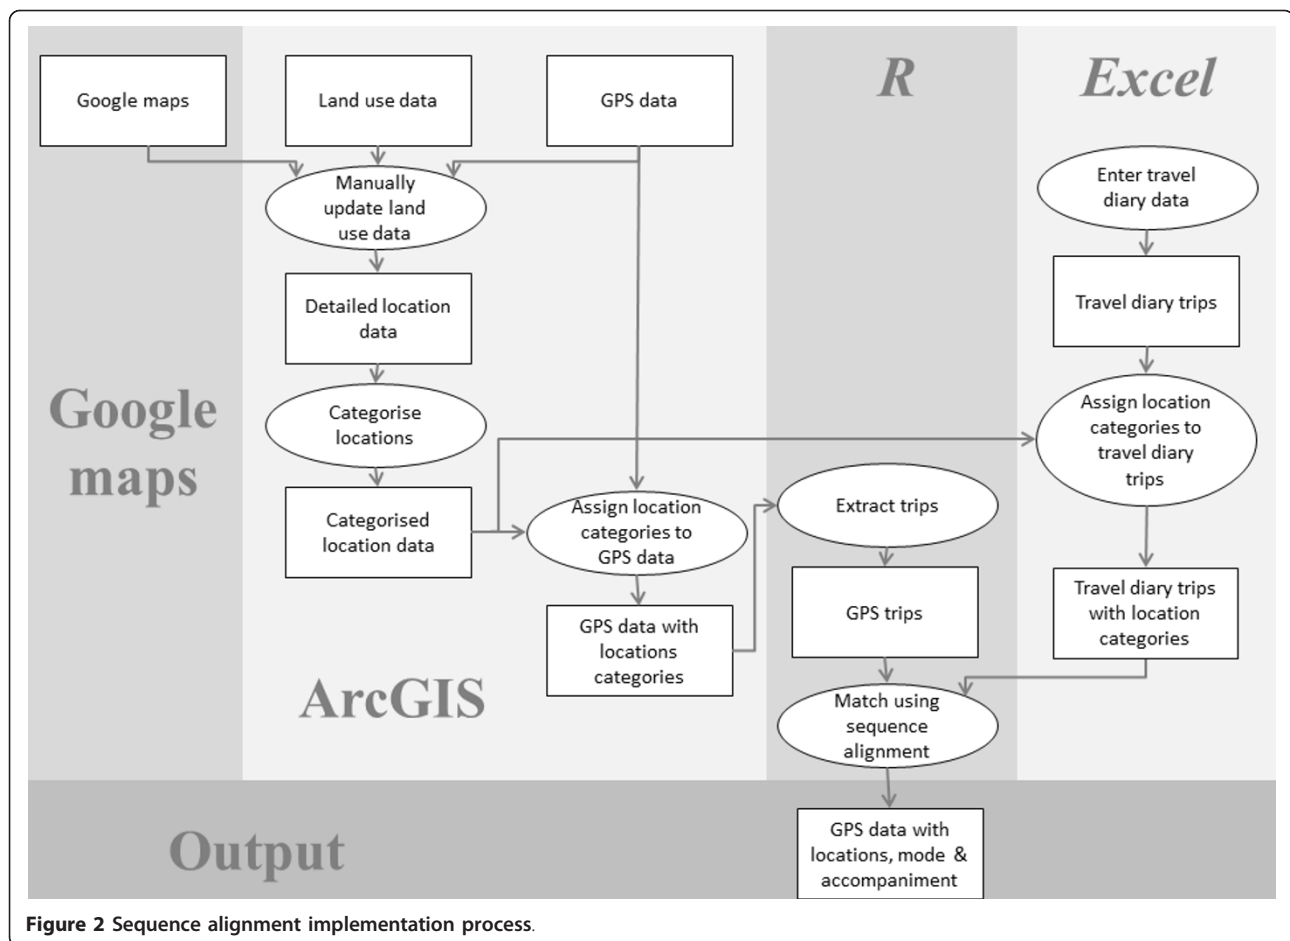 Google maps
Land use data
GPS data
R
Excel
Manually
update land
use data
Enter travel
diary data
Detailed location
data
Travel diary trips
Google
maps
Categorise
locations
Assign location
categories to
travel diary
trips
Categorised
location data
Assign location
categories to
GPS data
Extract trips
GPS data with
locations
categories
GPS trips
Travel diary trips
with location
categories
ArcGIS
Match using
sequence
alignment
Output
GPS data with
locations, mode &
accompaniment
Figure 2 Sequence alignment implementation process.